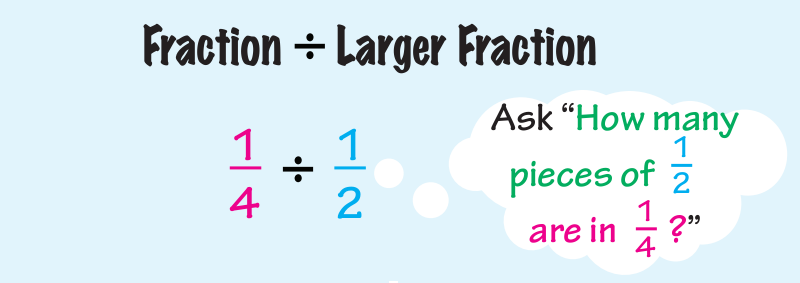 Fraction ÷ Larger Fraction
1/4 ÷ 1/2
Ask “How many
pieces of 1/2
are in 1/4 ?”